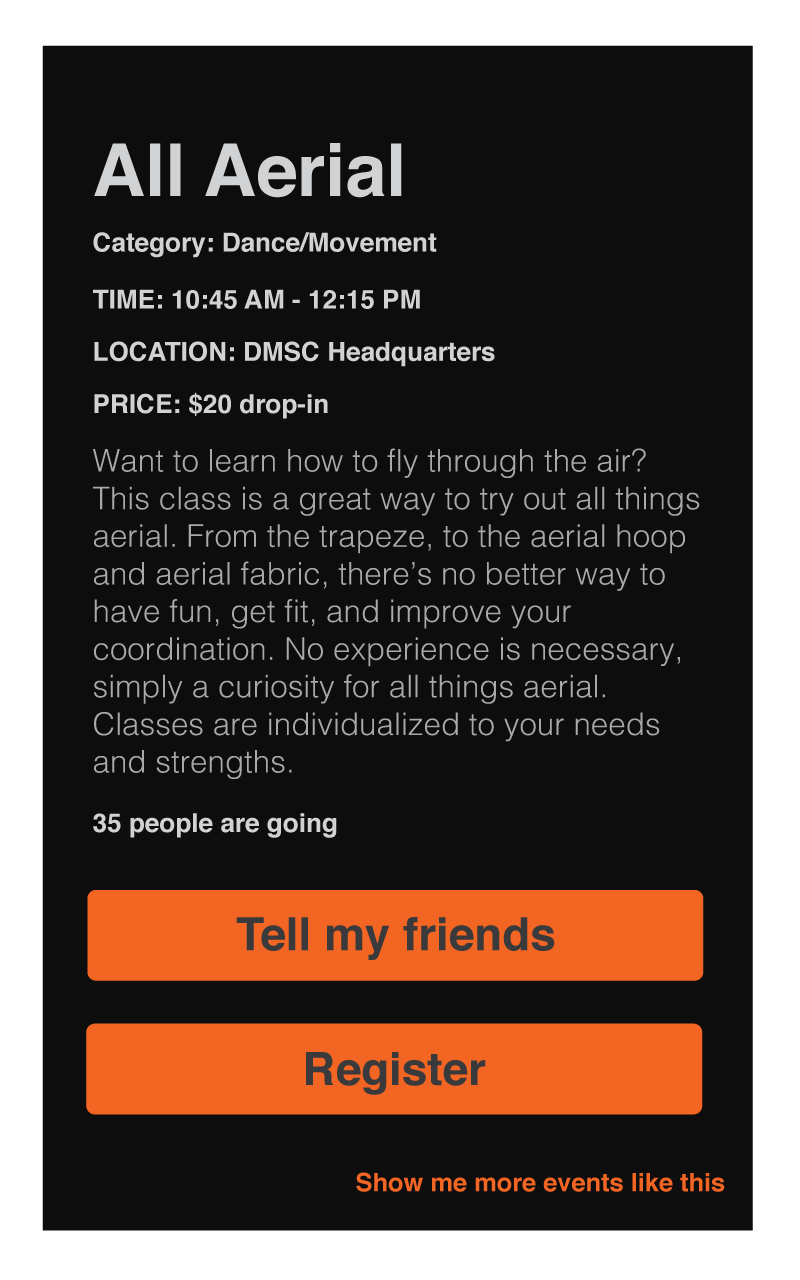 All Aerial
Category: Dance/Movement
TIME: 10:45 AM - 12:15 PM
LOCATION: DMSC Headquarters
PRICE: $20 drop-in
Want to learn how to fly through the air?
This class is a great way to try out all things
aerial. From the trapeze, to the aerial hoop
and aerial fabric, there’s no better way to
have fun, get fit, and improve your
coordination. No experience is necessary,
simply a curiosity for all things aerial.
Classes are individualized to your needs
and strengths.
35 people are going
Tell my friends
Register
Show me more events like this